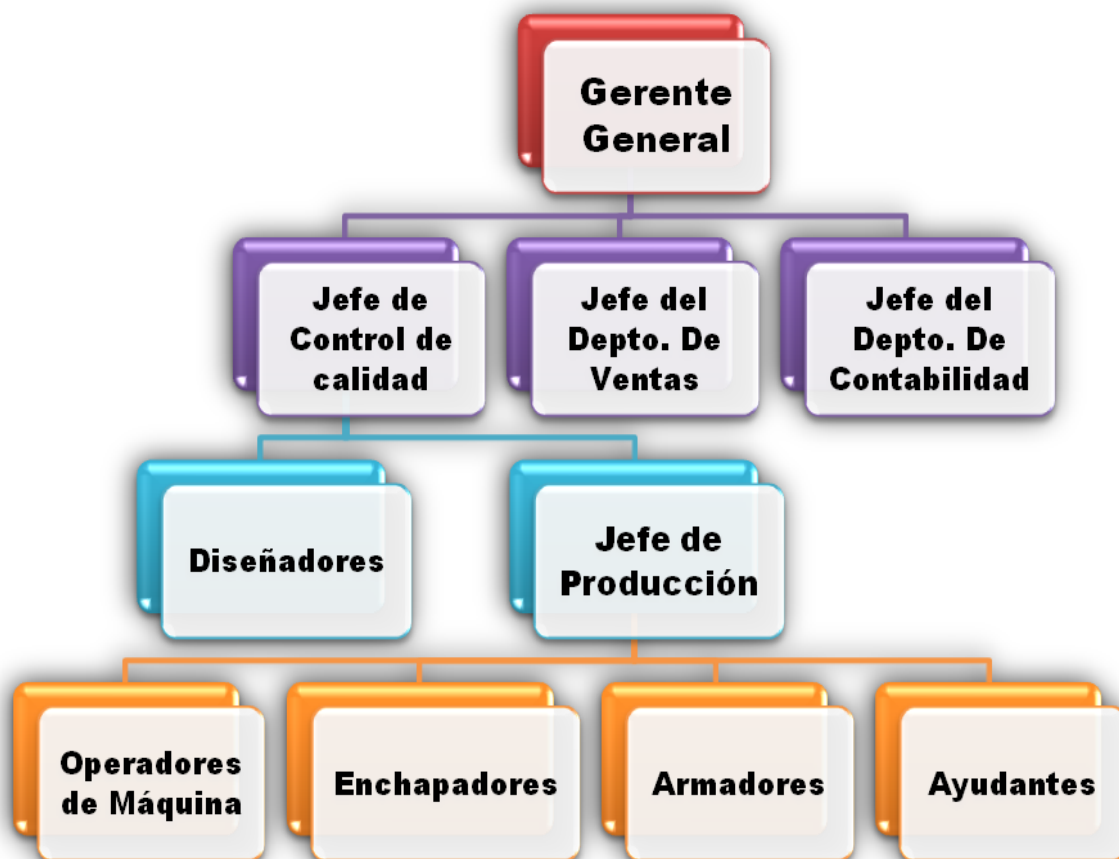 Gerente
General
Jefe de
Control de
calidad
Jefe del
Depto. De
Ventas
Jefe del
Depto. De
Contabilidad
Diseñadores
Jefe de
Producción
Operadores
de Máquina
Enchapadores
Armadores
Ayudantes